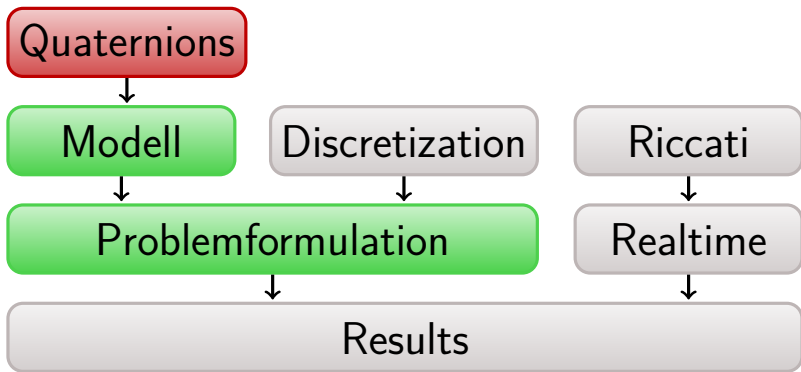 Quaternions
Modell
Discretization
Riccati
Problemformulation
Realtime
Results